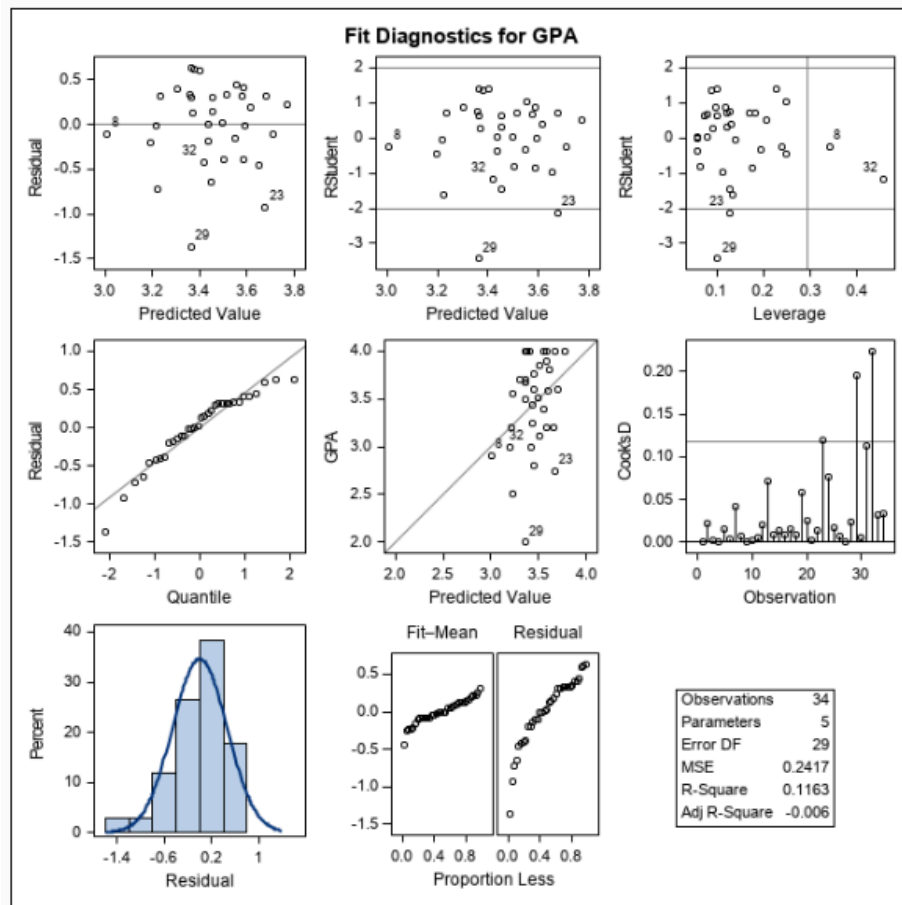 Fit Diagnostics for GPA
Residual
0.5
0.0
-0.5
-1.0
-1.5
8
32
23
29
3.0 3.2 3.4 3.6 3.8
Predicted Value
RStudent
2
1
0
-1
-2
-3
8
32
23
29
3.0 3.2 3.4 3.6 3.8
Predicted Value
RStudent
2
1
0
-1
-2
-3
8
32
23
29
0.1 0.2 0.3 0.4
Leverage
Residual
1.0
0.5
0.0
-0.5
-1.0
-1.5
-2 -1 0 1 2
Quantile
GPA
4.0
3.5
3.0
2.5
2.0
32
8
23
29
2.0 2.5 3.0 3.5 4.0
Predicted Value
Cook's D
0.20
0.15
0.10
0.05
0.00
0 10 20 30
Observation
Percent
40
30
20
10
0
-1.4 -0.6 0.2 1
Residual
Fit–Mean Residual
0.5
0.0
-0.5
-1.0
-1.5
0.0 0.4 0.8 0.0 0.4 0.8
Proportion Less
Observations 34
Parameters 5
Error DF 29
MSE 0.2417
R-Square 0.1163
Adj R-Square -0.006